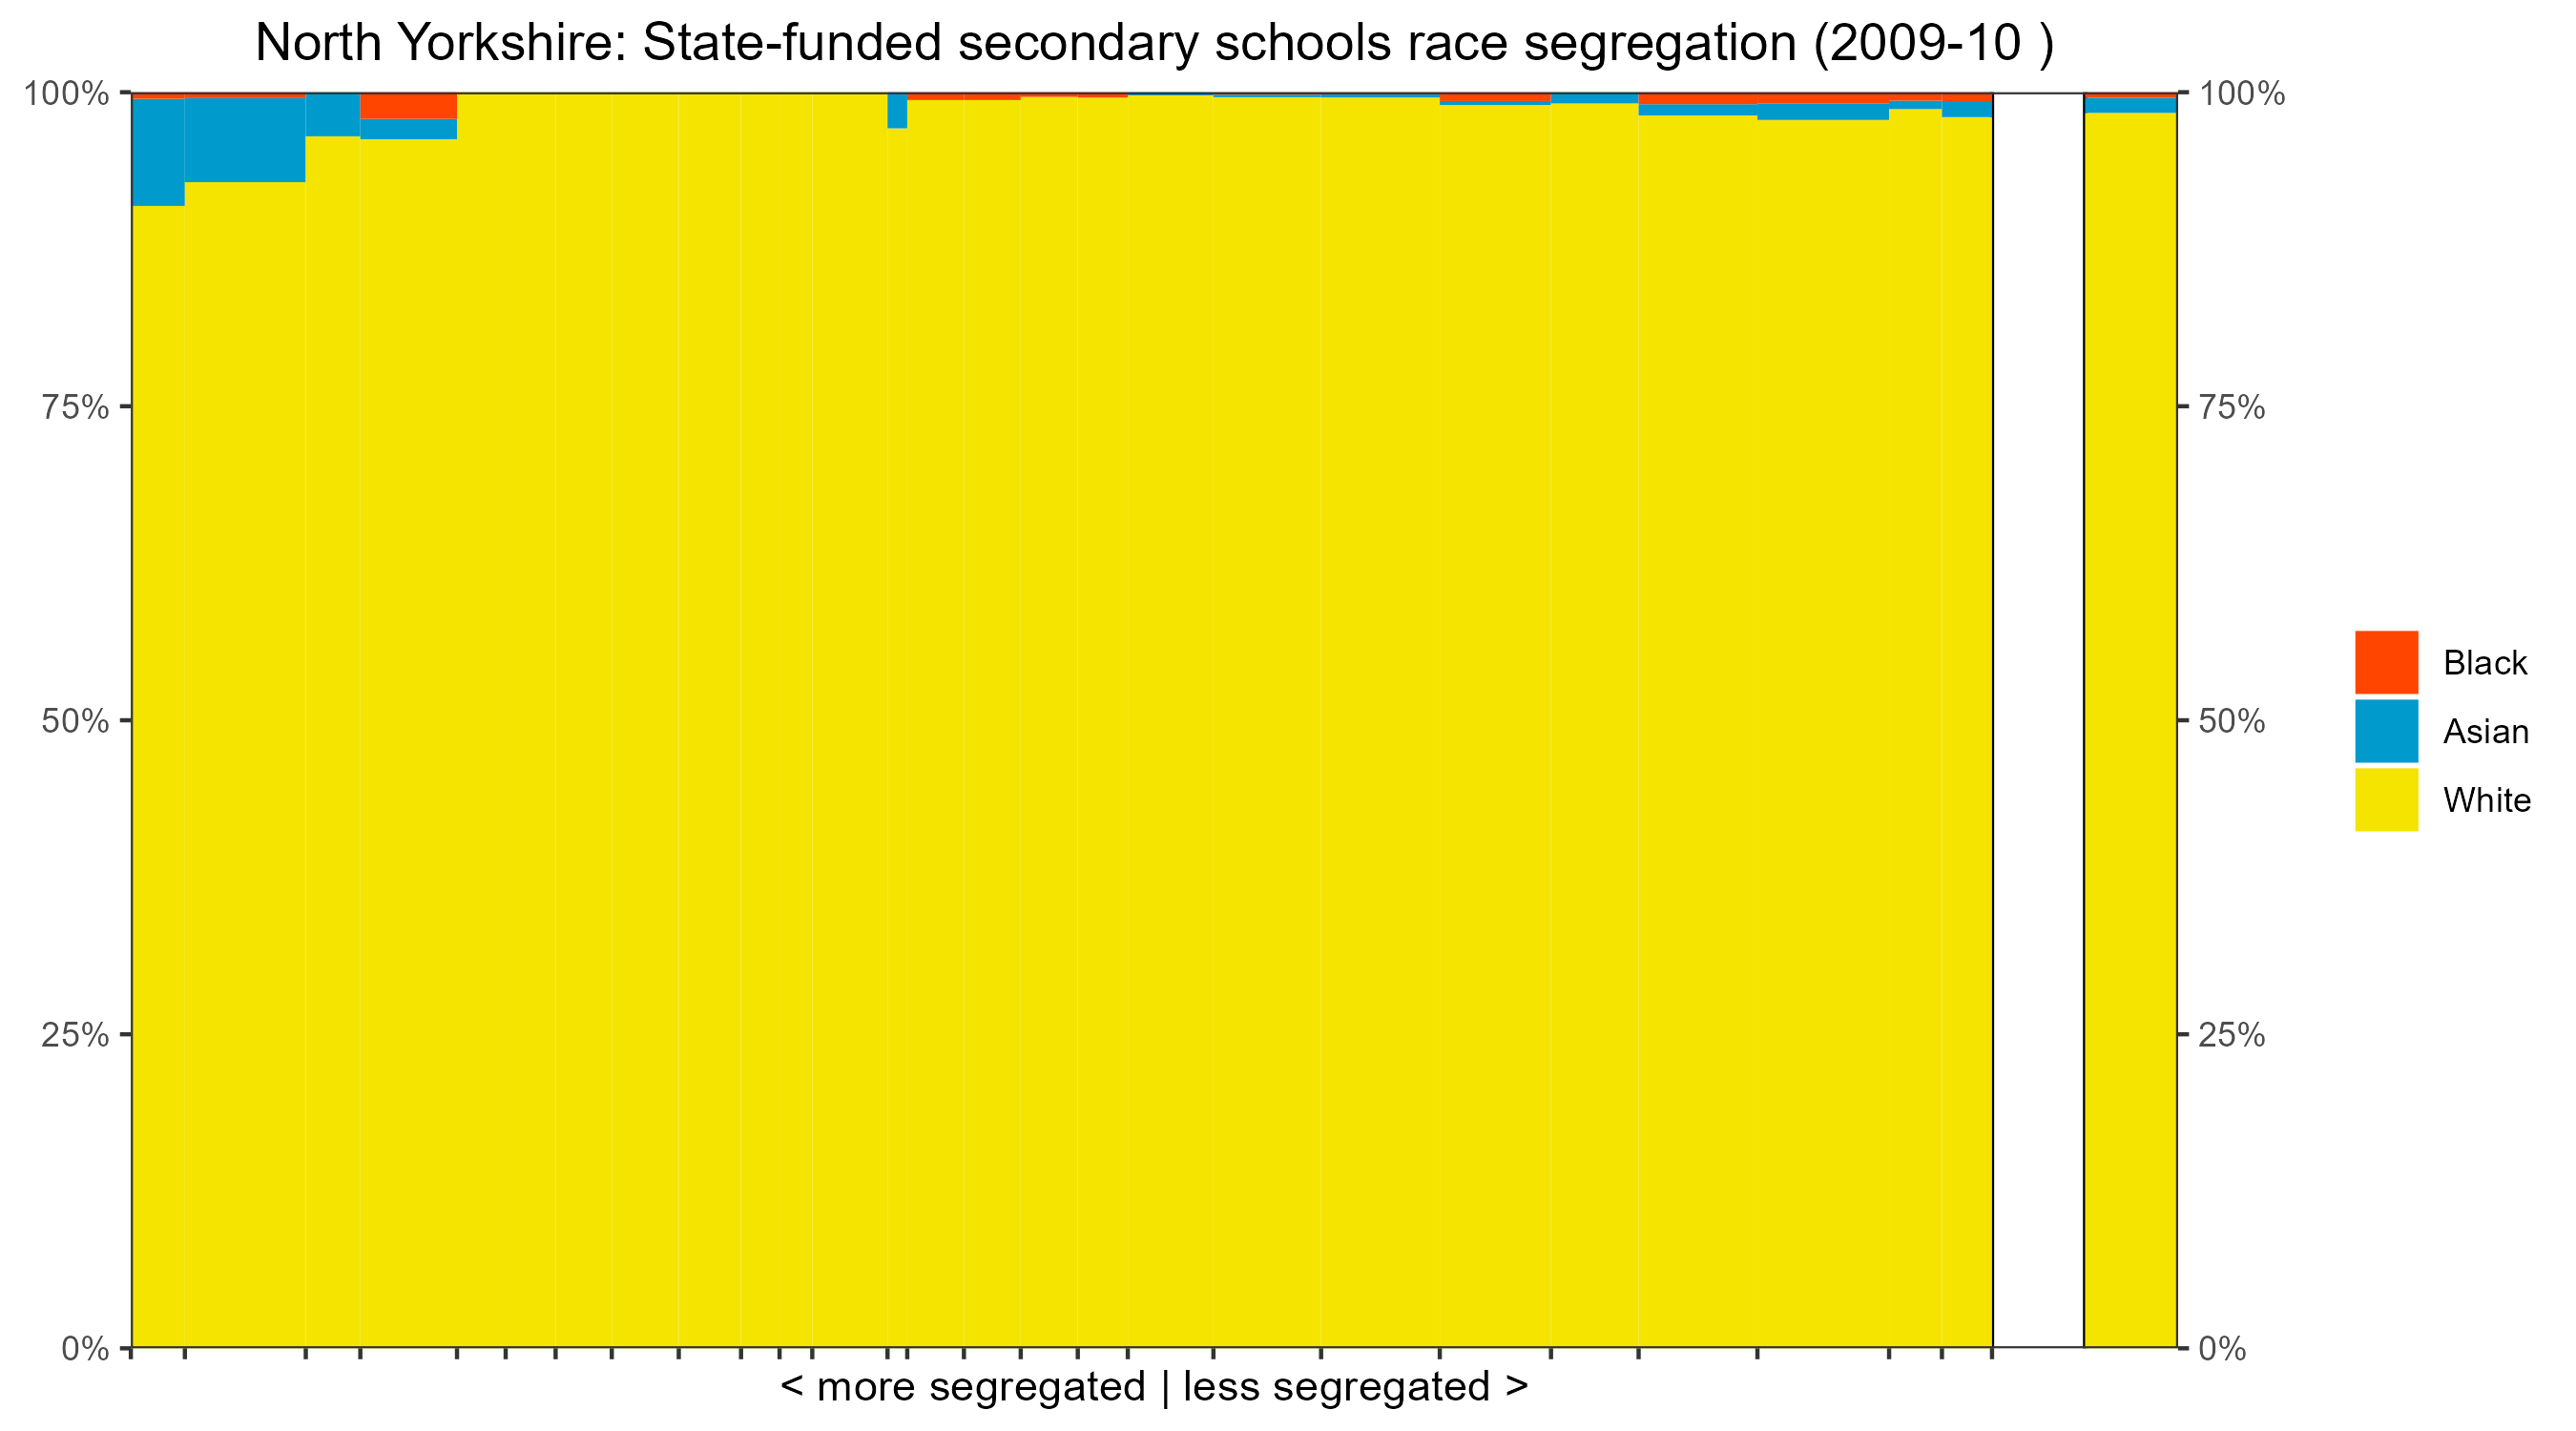 North Yorkshire: State-funded secondary schools race segregation (2009-10 )
100%
75%
50%
25%
0%
100%
75%
50%
25%
0%
Black
Asian
White
< more segregated | less segregated >